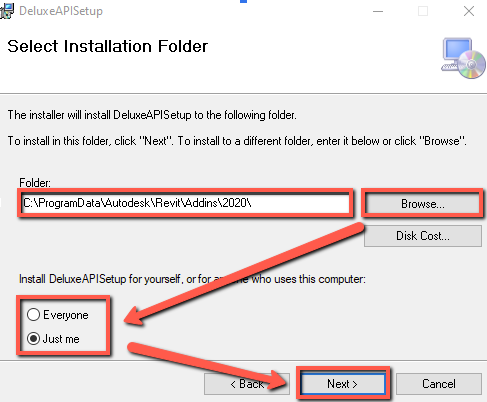 DeluxeAPISetup
Select Installation Folder
The installer will install DeluxeAPISetup to the following folder.
To install in this folder, click "Next". To install to a different folder, enter it below or click "Browse".
Folder:
C:\ProgramData\Autodesk\Revit\Addins\2020\
Browse...
Disk Cost...
Install DeluxeAPISetup for yourself, or for anyone who uses this computer:
Everyone
Just me
< Back
Next >
Cancel